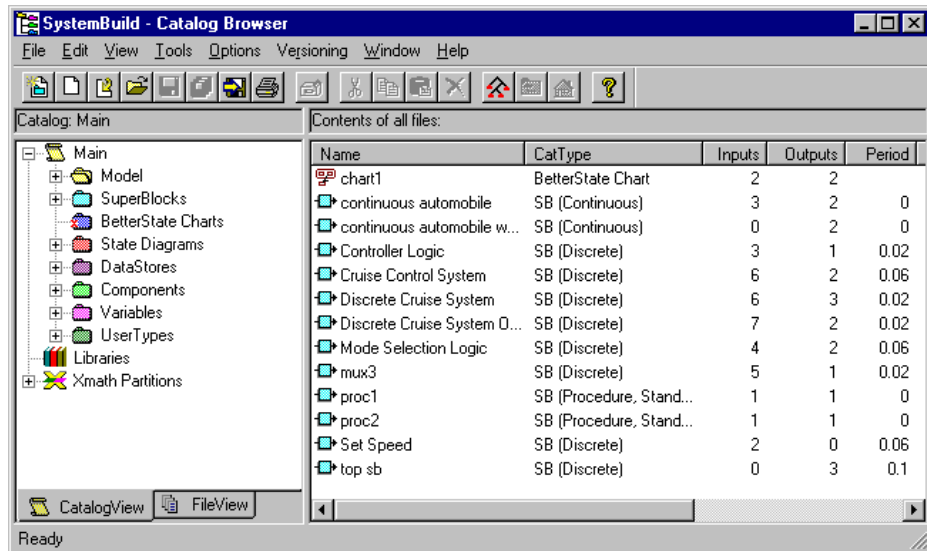 SystemBuild - Catalog Browser
File Edit View Tools Options Versioning Window Help
Catalog: Main
Contents of all files:
Main
Model
SuperBlocks
BetterState Charts
State Diagrams
DataStores
Components
Variables
UserTypes
Libraries
Xmath Partitions
CatalogView FileView
Name CatType Inputs Outputs Period
chart1 BetterState Chart 2 2
continuous automobile SB (Continuous) 3 2 0
continuous automobile w... SB (Continuous) 0 2 0
Controller Logic SB (Discrete) 3 1 0.02
Cruise Control System SB (Discrete) 6 2 0.06
Discrete Cruise System SB (Discrete) 6 3 0.02
Discrete Cruise System O... SB (Discrete) 7 2 0.02
Mode Selection Logic SB (Discrete) 4 2 0.06
mux3 SB (Discrete) 5 1 0.02
proc1 SB (Procedure, Stand... 1 1 0
proc2 SB (Procedure, Stand... 1 1 0
Set Speed SB (Discrete) 2 0 0.06
top sb SB (Discrete) 0 3 0.1
Ready